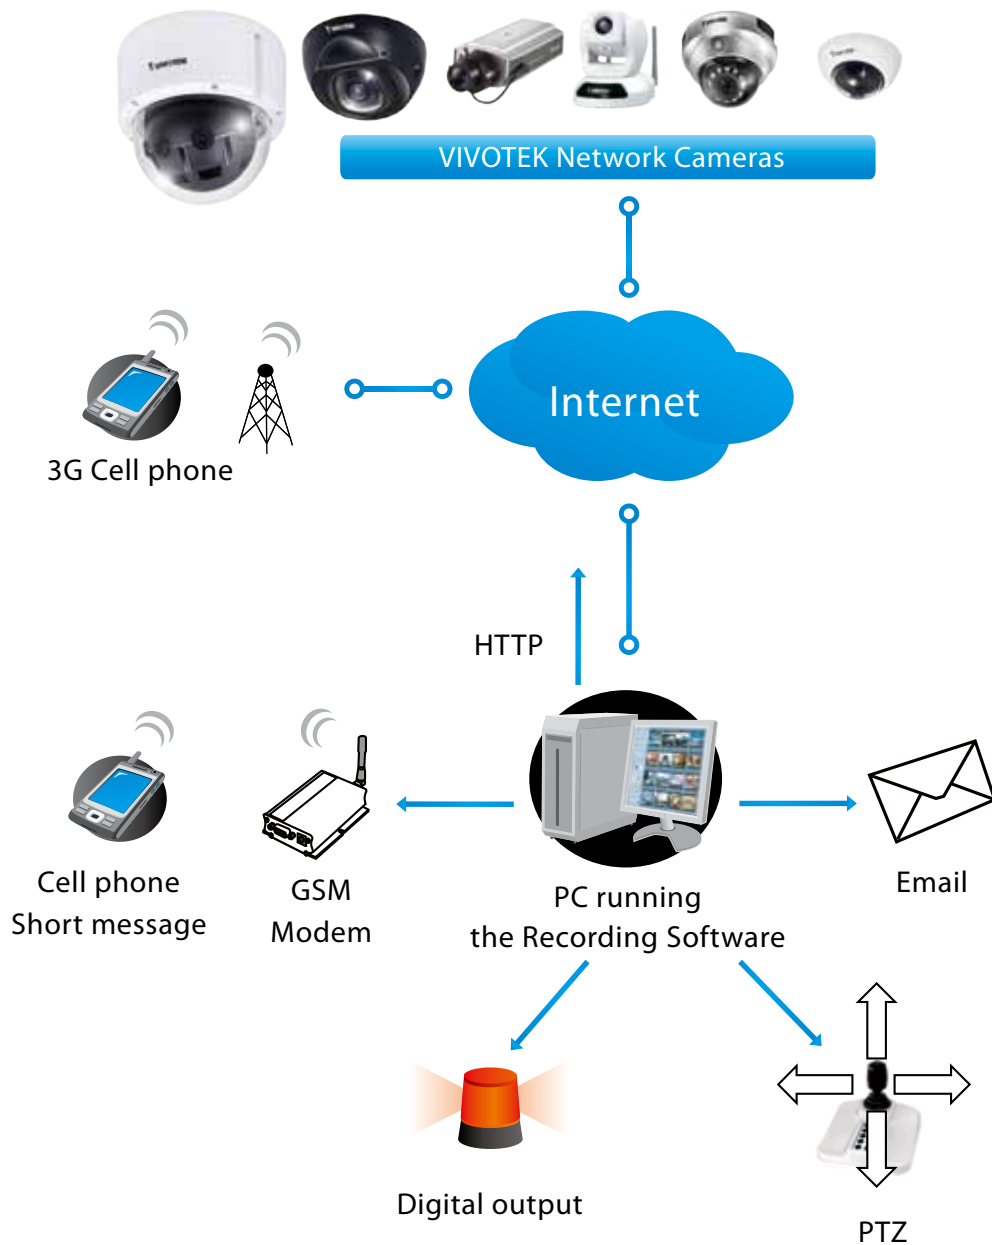 VIVOTEK Network Cameras
Internet
3G Cell phone
HTTP
Cell phone
Short message
GSM
Modem
PC running
the Recording Software
Email
Digital output
PTZ